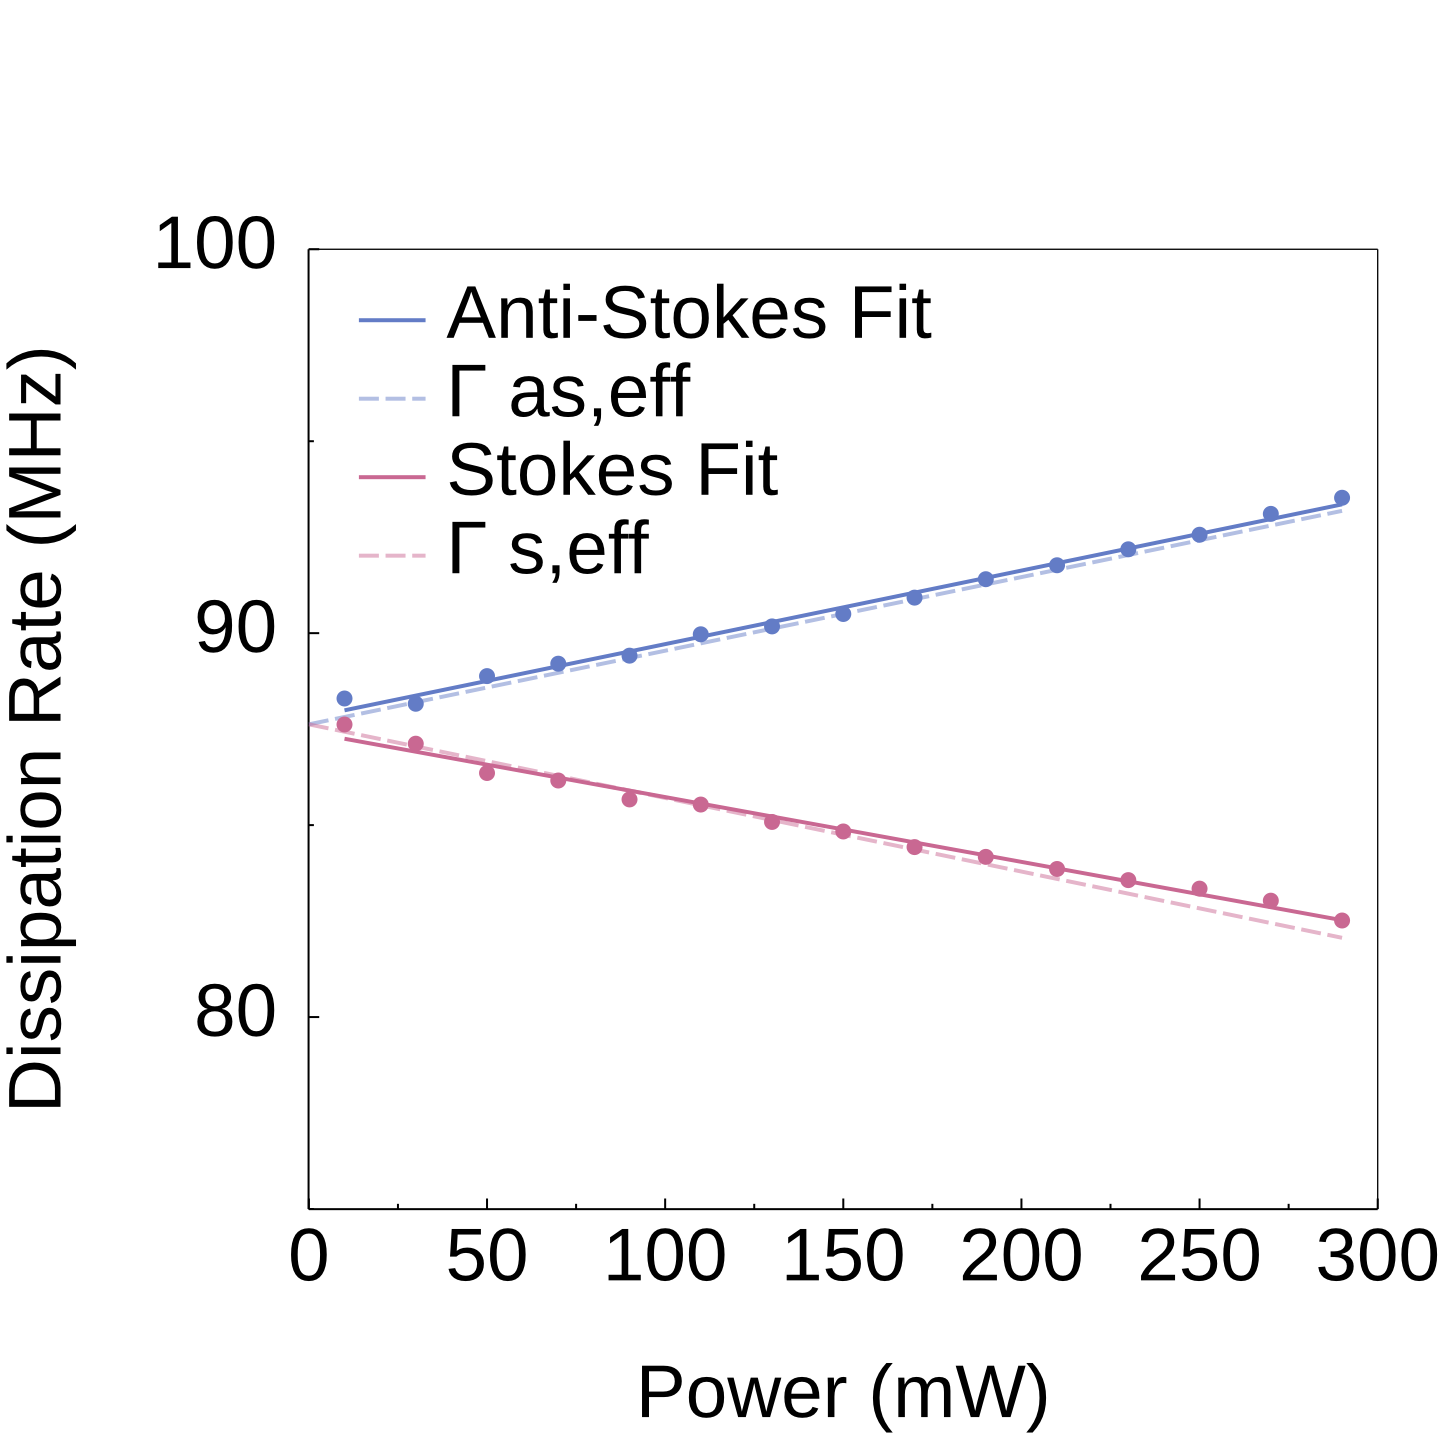 100
90
80
Dissipation Rate (MHz)
Anti-Stokes Fit
Γ as,eff
Stokes Fit
Γ s,eff
0 50 100 150 200 250 300
Power (mW)